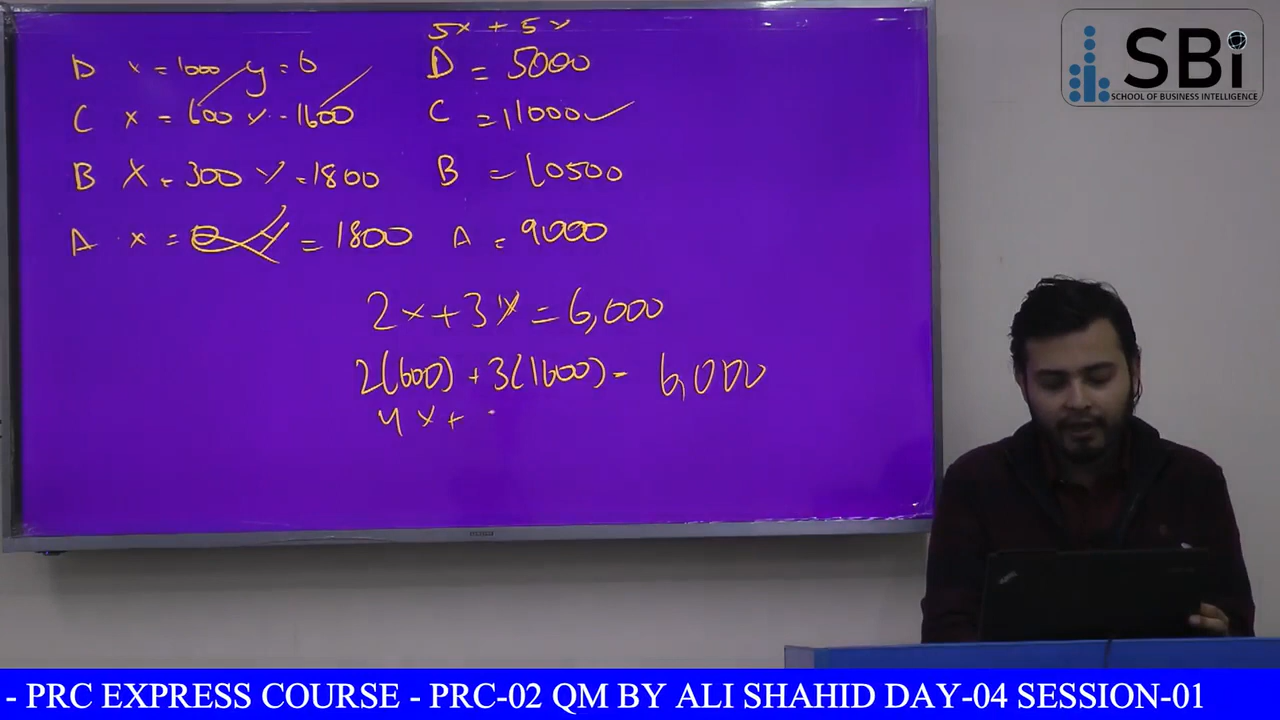 5x + 5y
D x = 1000 y = 0 D = 5000
C x = 600 y = 1600 C = 11000 ✓
B x = 300 y = 1800 B = 10500
A x = 0 = 1800 A = 9000
2x + 3y = 6,000
2(600) + 3(1600) = 6,000
4x +
SBi
SCHOOL OF BUSINESS INTELLIGENCE
- PRC EXPRESS COURSE - PRC-02 QM BY ALI SHAHID DAY-04 SESSION-01